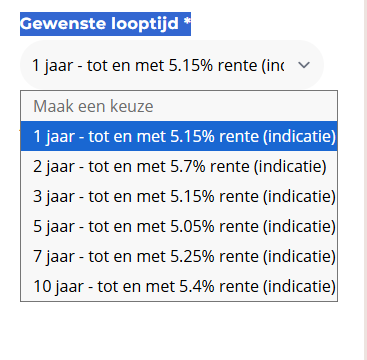 Gewenste looptijd *
1 jaar - tot en met 5.15% rente (inc
Maak een keuze
1 jaar - tot en met 5.15% rente (indicatie)
2 jaar - tot en met 5.7% rente (indicatie)
3 jaar - tot en met 5.15% rente (indicatie)
5 jaar - tot en met 5.05% rente (indicatie)
7 jaar - tot en met 5.25% rente (indicatie)
10 jaar - tot en met 5.4% rente (indicatie)